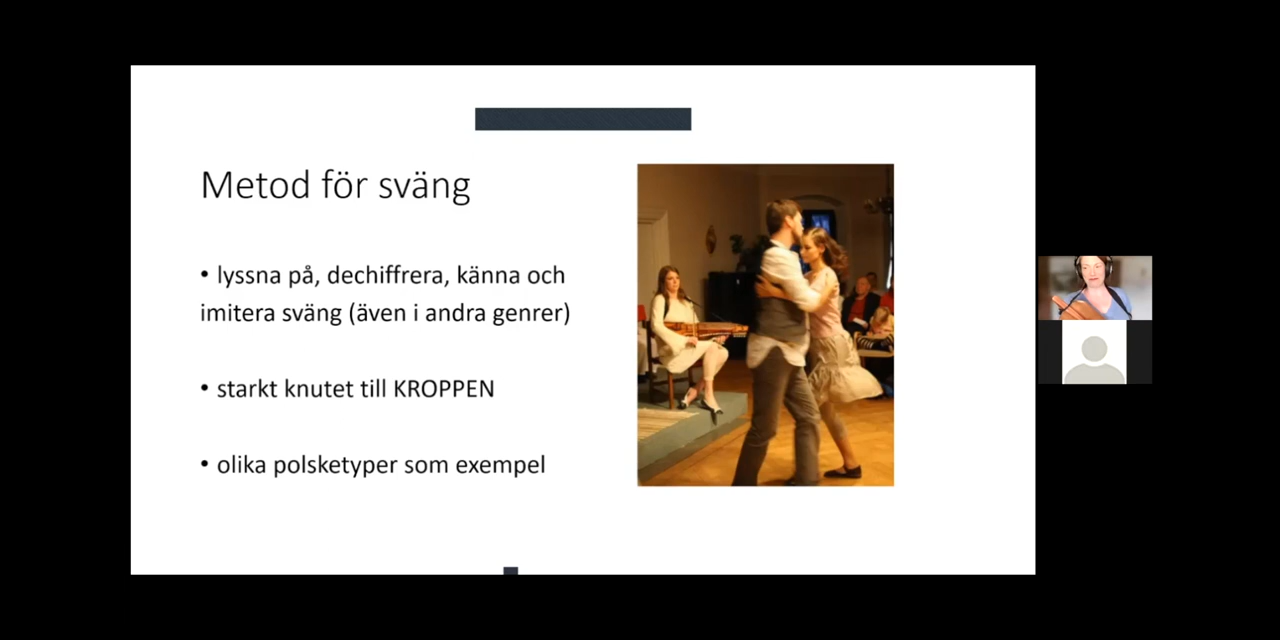 Metod för sväng
• lyssna på, dechiffrera, känna och
imitera sväng (även i andra genrer)
• starkt knutet till KROPPEN
• olika polsketyper som exempel